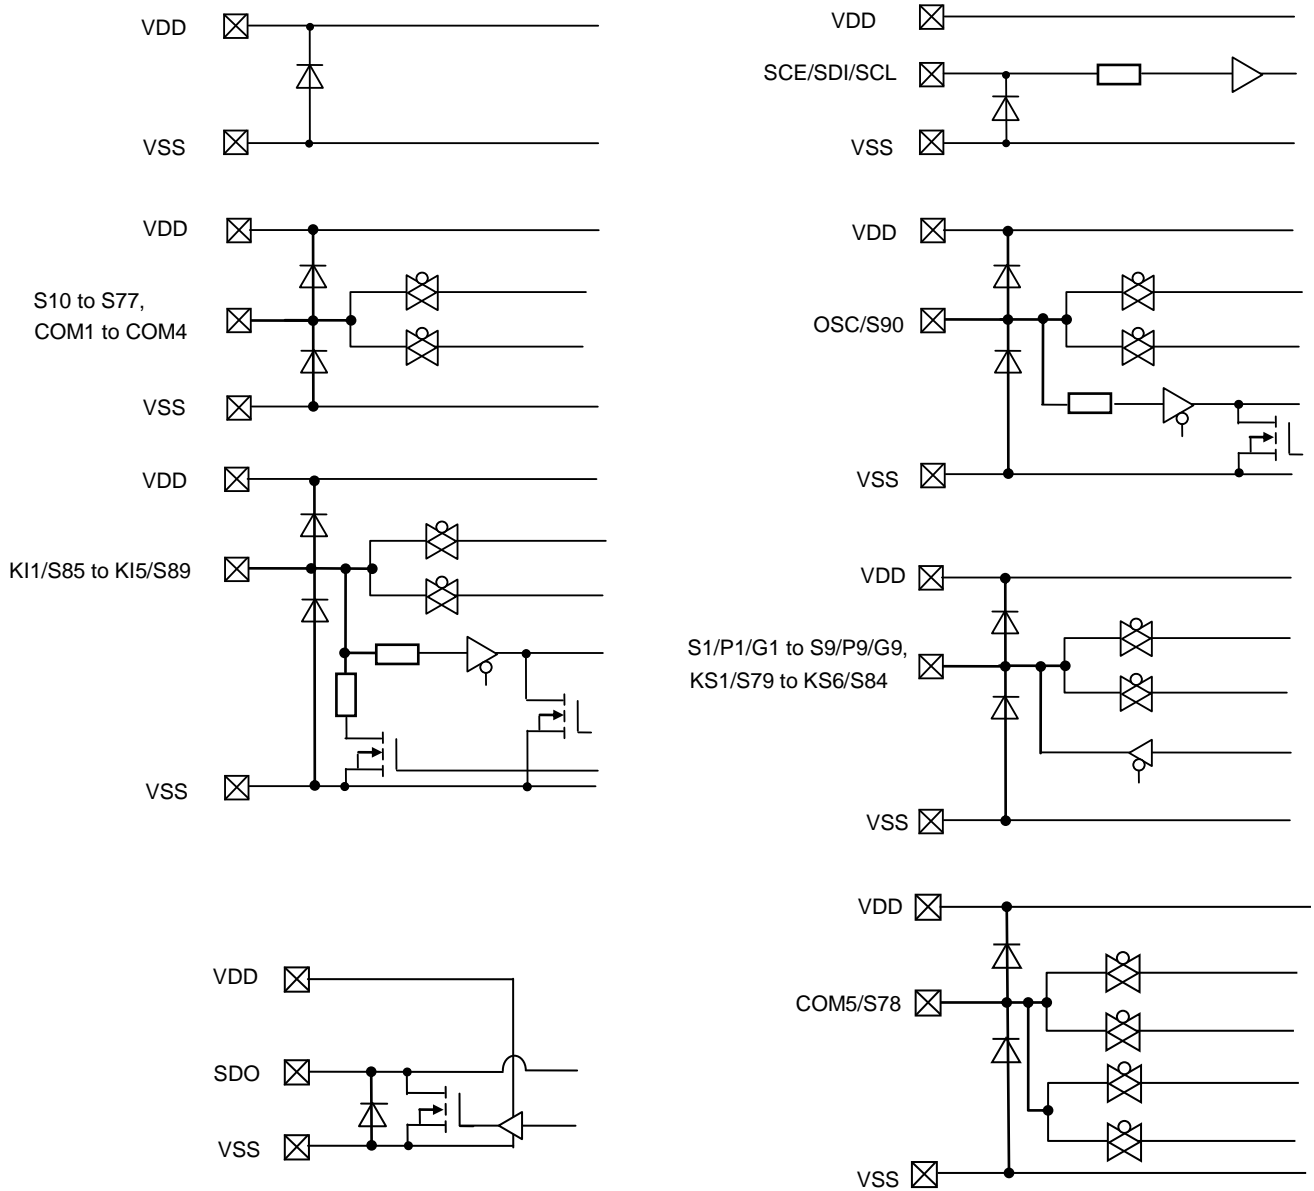 VDD
VSS
VDD
SCE/SDI/SCL
VSS
VDD
S10 to S77,
COM1 to COM4
VSS
VDD
OSC/S90
VSS
VDD
KI1/S85 to KI5/S89
VSS
VDD
S1/P1/G1 to S9/P9/G9,
KS1/S79 to KS6/S84
VSS
VDD
SDO
VSS
VDD
COM5/S78
VSS